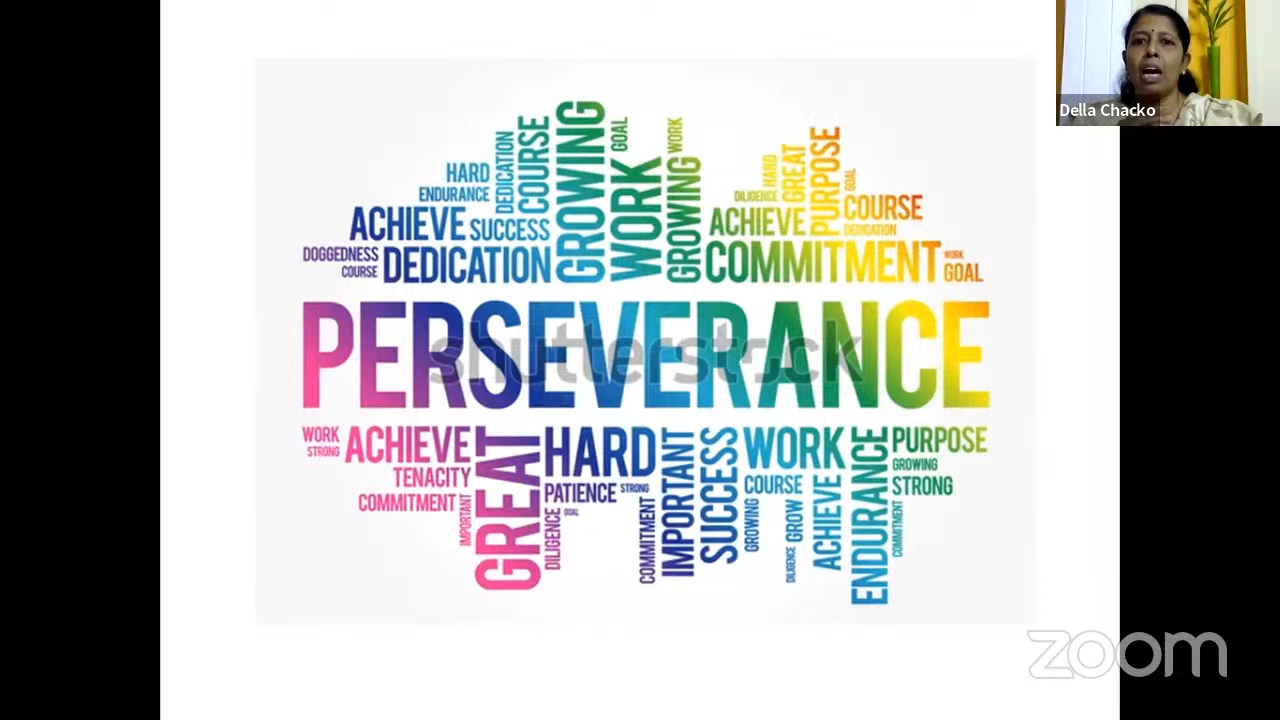 Della Chacko
HARD
ENDURANCE
DEDICATION
COURSE
GROWING
GOAL
WORK
WORK
GROWING
ACHIEVE
SUCCESS
DOGGEDNESS
COURSE
DEDICATION
HARD
DILIGENCE
GREAT
PURPOSE
GOAL
COURSE
DEDICATION
ACHIEVE
COMMITMENT
WORK
GOAL
PERSEVERANCE
shutterstock
WORK
STRONG
ACHIEVE
TENACITY
COMMITMENT
IMPORTANT
GREAT
HARD
PATIENCE
STRONG
DILIGENCE
GOAL
COMMITMENT
IMPORTANT
SUCCESS
WORK
COURSE
GROWING
DILIGENCE
GROW
ACHIEVE
ENDURANCE
PURPOSE
GROWING
STRONG
COMMITMENT
zoom